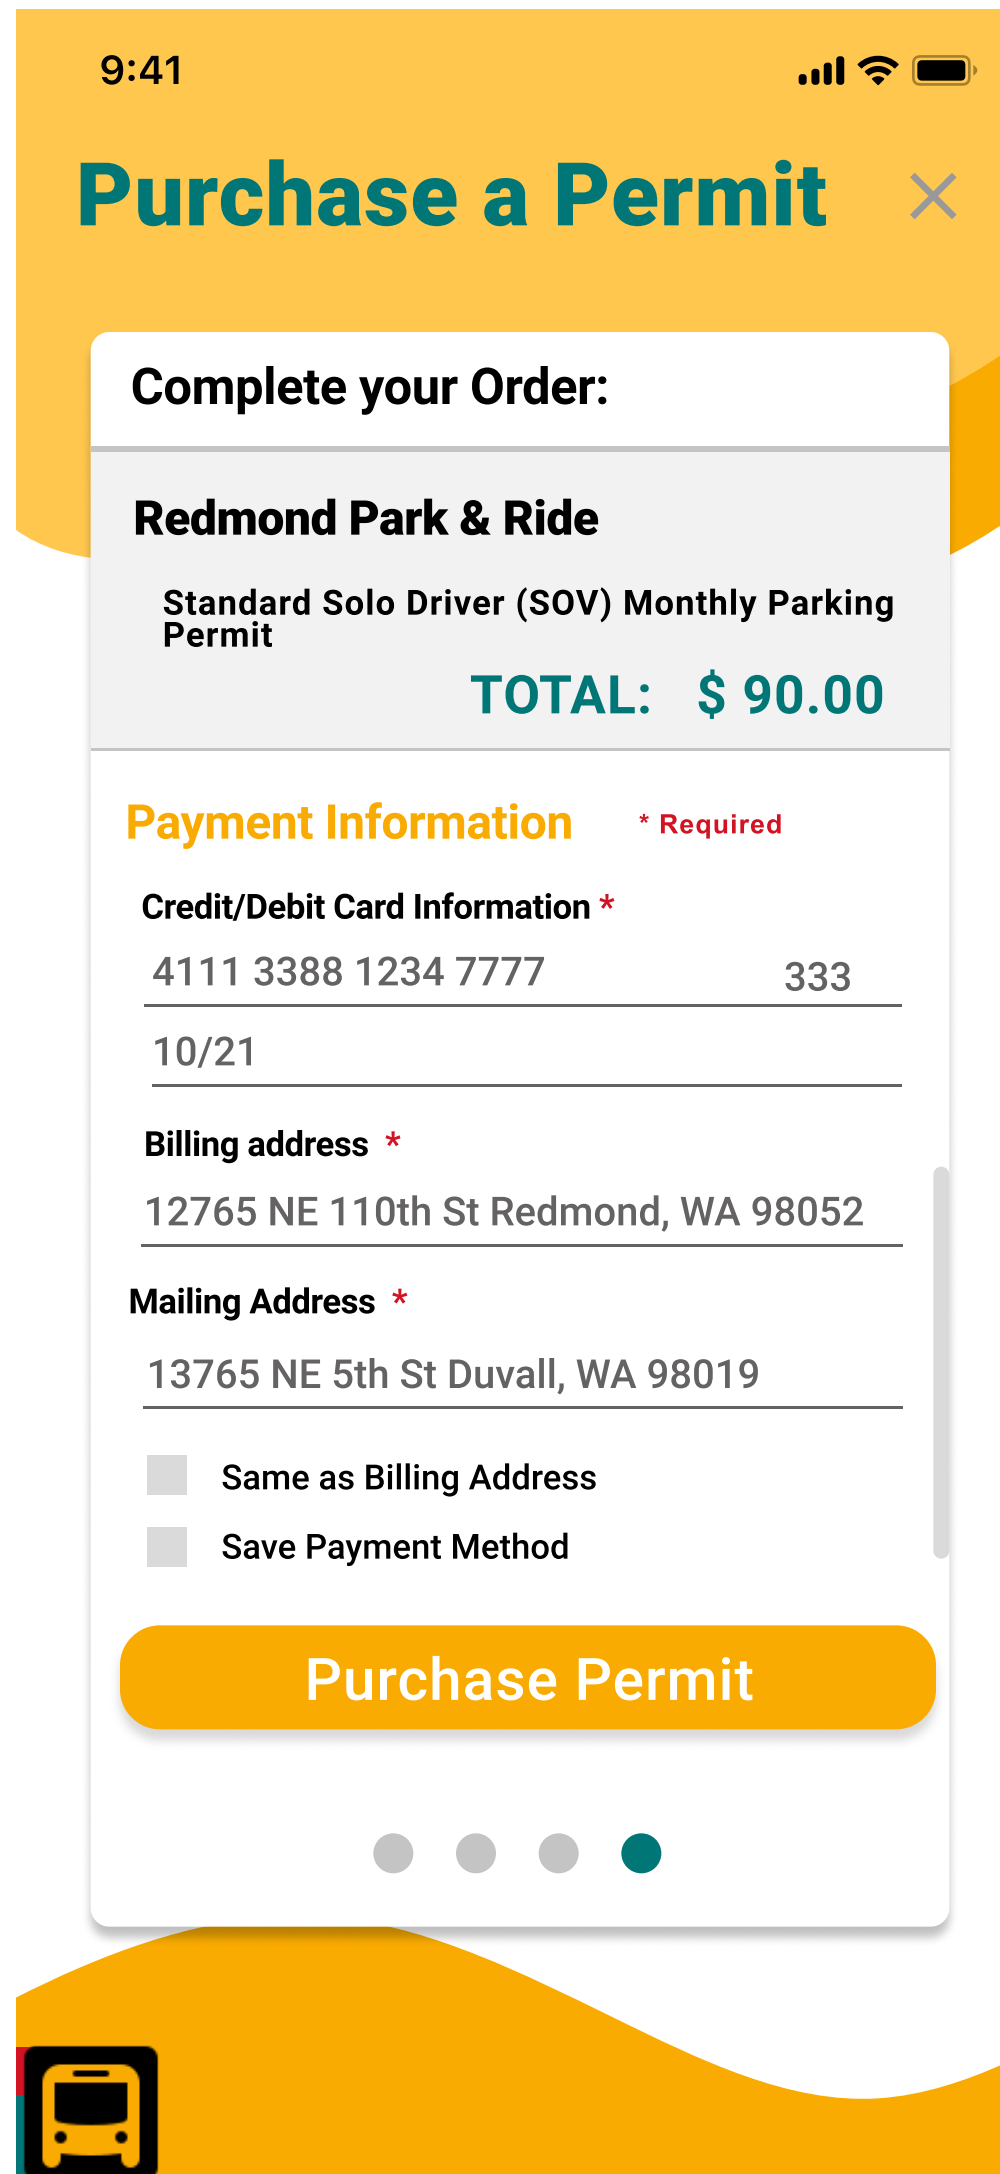 9:41
Purchase a Permit
Complete your Order:
Redmond Park & Ride
Standard Solo Driver (SOV) Monthly Parking
Permit
TOTAL: $ 90.00
Payment Information * Required
Credit/Debit Card Information *
4111 3388 1234 7777 333
10/21
Billing address *
12765 NE 110th St Redmond, WA 98052
Mailing Address *
13765 NE 5th St Duvall, WA 98019
Same as Billing Address
Save Payment Method
Purchase Permit